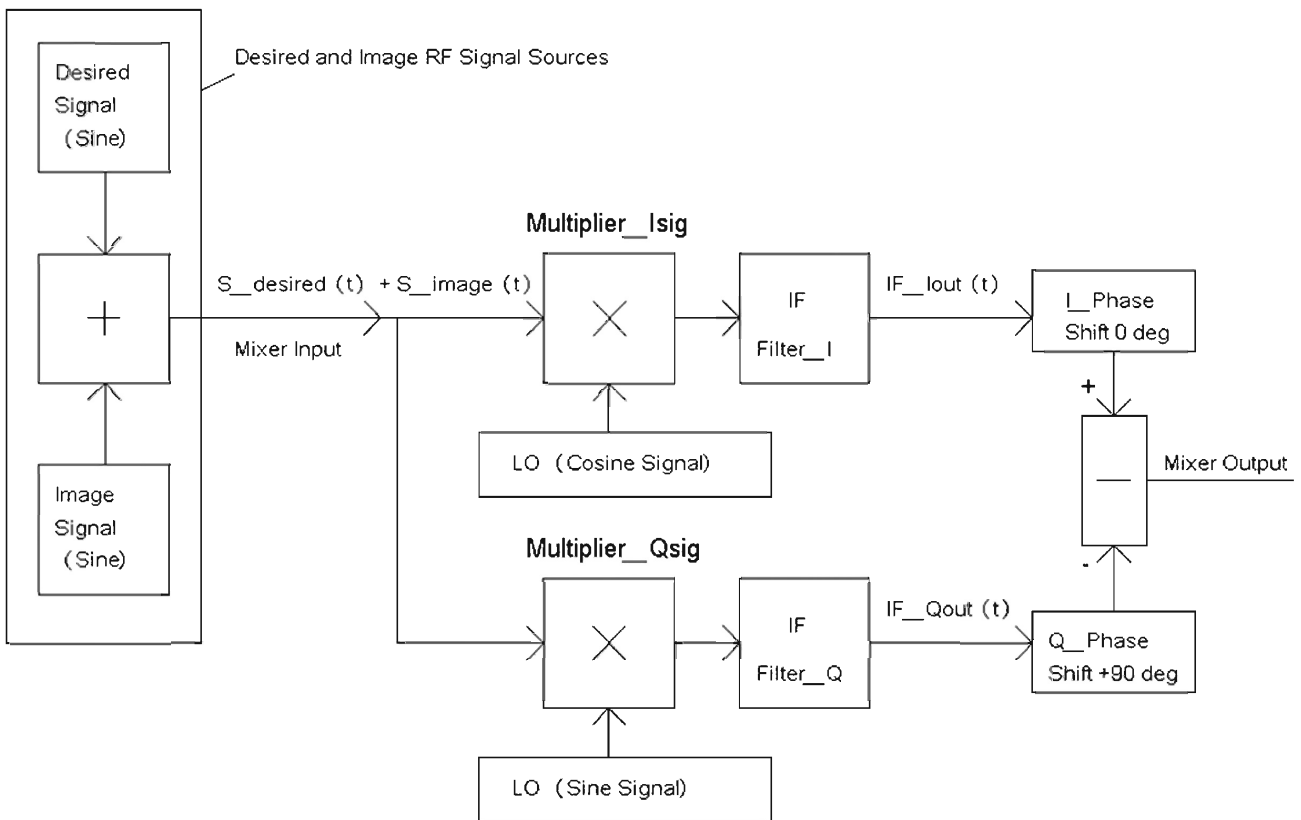 Desired and Image RF Signal Sources
Desired
Signal
(Sine)
+
S__desired (t) + S__image (t)
Mixer Input
Image
Signal
(Sine)
Multiplier__Isig
IF
Filter__I
IF__Iout (t)
I__Phase
Shift 0 deg
LO (Cosine Signal)
+
Mixer Output
-
Multiplier__Qsig
IF
Filter__Q
IF__Qout (t)
Q__Phase
Shift +90 deg
LO (Sine Signal)